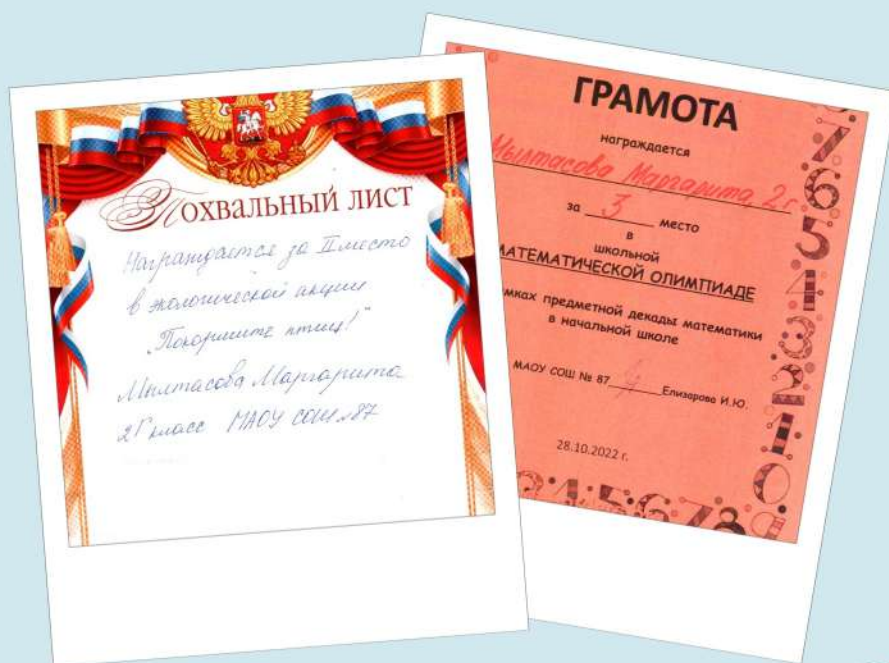 Похвальный лист
Награждается за II место
в экологической акции
„Покормите птиц!"
Мылтасова Маргарита
2Г класс МАОУ СОШ №87
ГРАМОТА
награждается
Мылтасова Маргарита 2г
за 3 место
в
школьной
МАТЕМАТИЧЕСКОЙ ОЛИМПИАДЕ
мках предметной декады математики
в начальной школе
МАОУ СОШ № 87 Елизарова И.Ю.
28.10.2022 г.